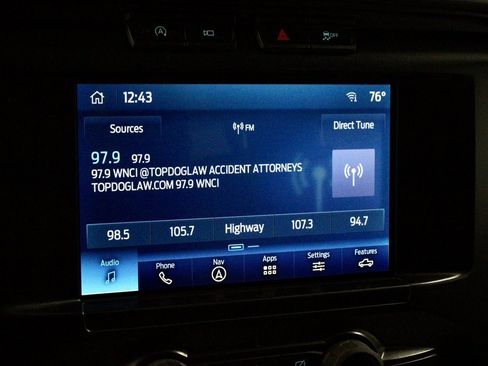 OFF
12:43
76°
Sources
FM
Direct Tune
97.9 97.9
97.9 WNCI @TOPDOGLAW ACCIDENT ATTORNEYS
TOPDOGLAW.COM 97.9 WNCI
98.5 105.7 Highway 107.3 94.7
Audio Phone Nav Apps Settings Features